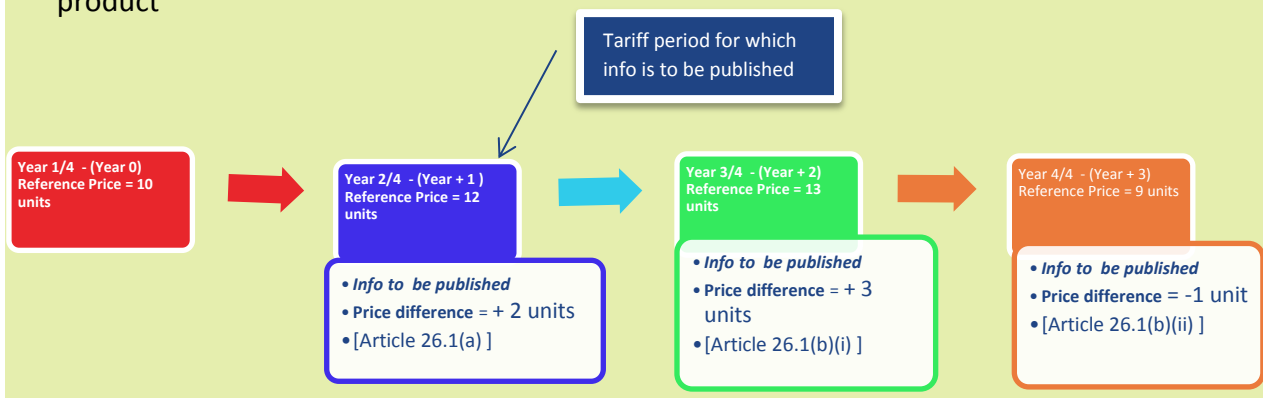 product
Tariff period for which
info is to be published
Year 1/4 - (Year 0)
Reference Price = 10
units
Year 2/4 - (Year + 1 )
Reference Price = 12
units
• Info to be published
• Price difference = + 2 units
• [Article 26.1(a) ]
Year 3/4 - (Year + 2)
Reference Price = 13
units
• Info to be published
• Price difference = + 3
units
• [Article 26.1(b)(i) ]
Year 4/4 - (Year + 3)
Reference Price = 9 units
• Info to be published
• Price difference = -1 unit
• [Article 26.1(b)(ii) ]